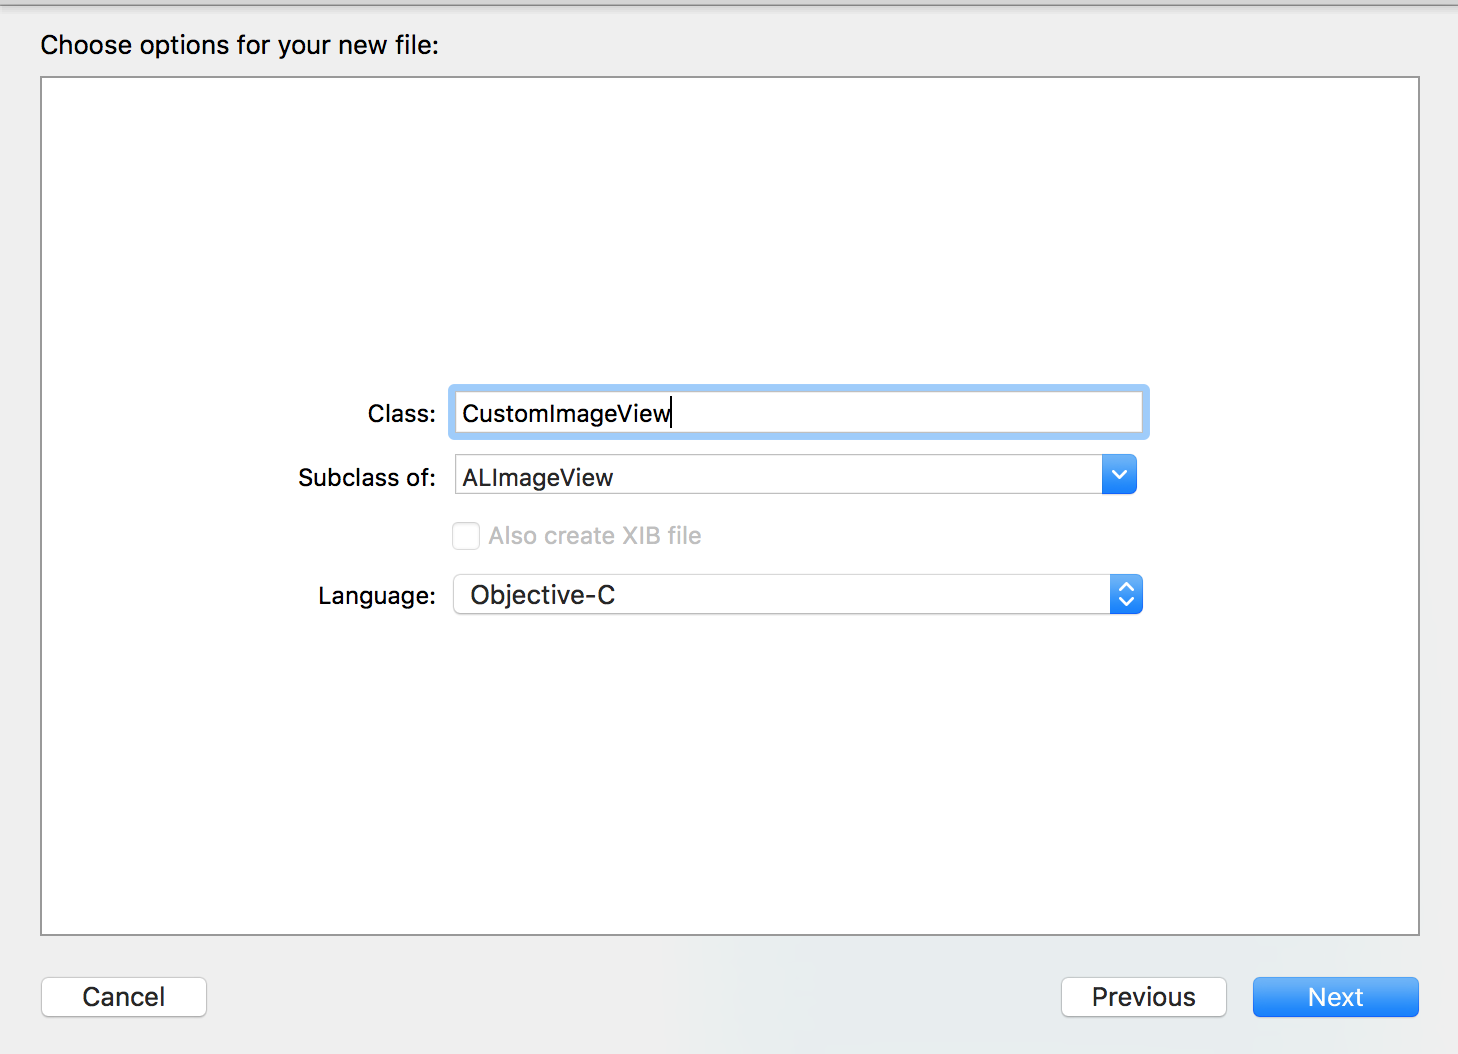 Choose options for your new file:
Class: CustomImageView
Subclass of: ALImageView
Also create XIB file
Language: Objective-C
Cancel Previous Next